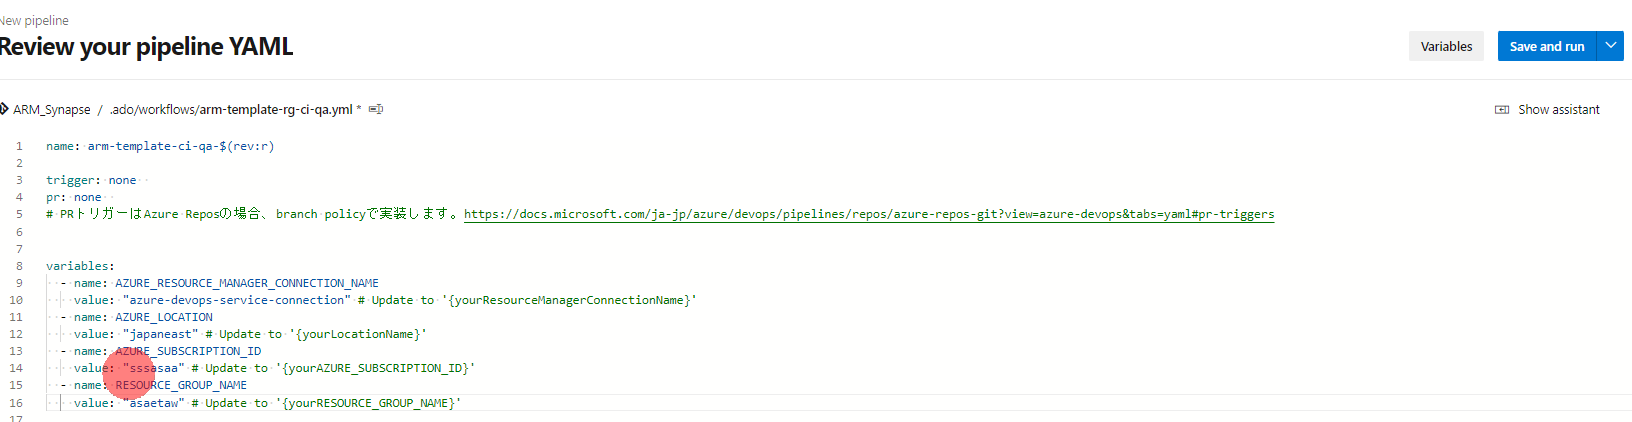 New pipeline
Review your pipeline YAML
Variables
Save and run
ARM_Synapse / .ado/workflows/arm-template-rg-ci-qa.yml *
Show assistant
1 name: arm-template-ci-qa-$(rev:r)
2
3 trigger: none
4 pr: none
5 # PRトリガーはAzure Reposの場合、branch policyで実装します。https://docs.microsoft.com/ja-jp/azure/devops/pipelines/repos/azure-repos-git?view=azure-devops&tabs=yaml#pr-triggers
6
7
8 variables:
9 - name: AZURE_RESOURCE_MANAGER_CONNECTION_NAME
10 value: "azure-devops-service-connection" # Update to '{yourResourceManagerConnectionName}'
11 - name: AZURE_LOCATION
12 value: "japaneast" # Update to '{yourLocationName}'
13 - name: AZURE_SUBSCRIPTION_ID
14 value: "sssasaa" # Update to '{yourAZURE_SUBSCRIPTION_ID}'
15 - name: RESOURCE_GROUP_NAME
16 value: "asaetaw" # Update to '{yourRESOURCE_GROUP_NAME}'
17